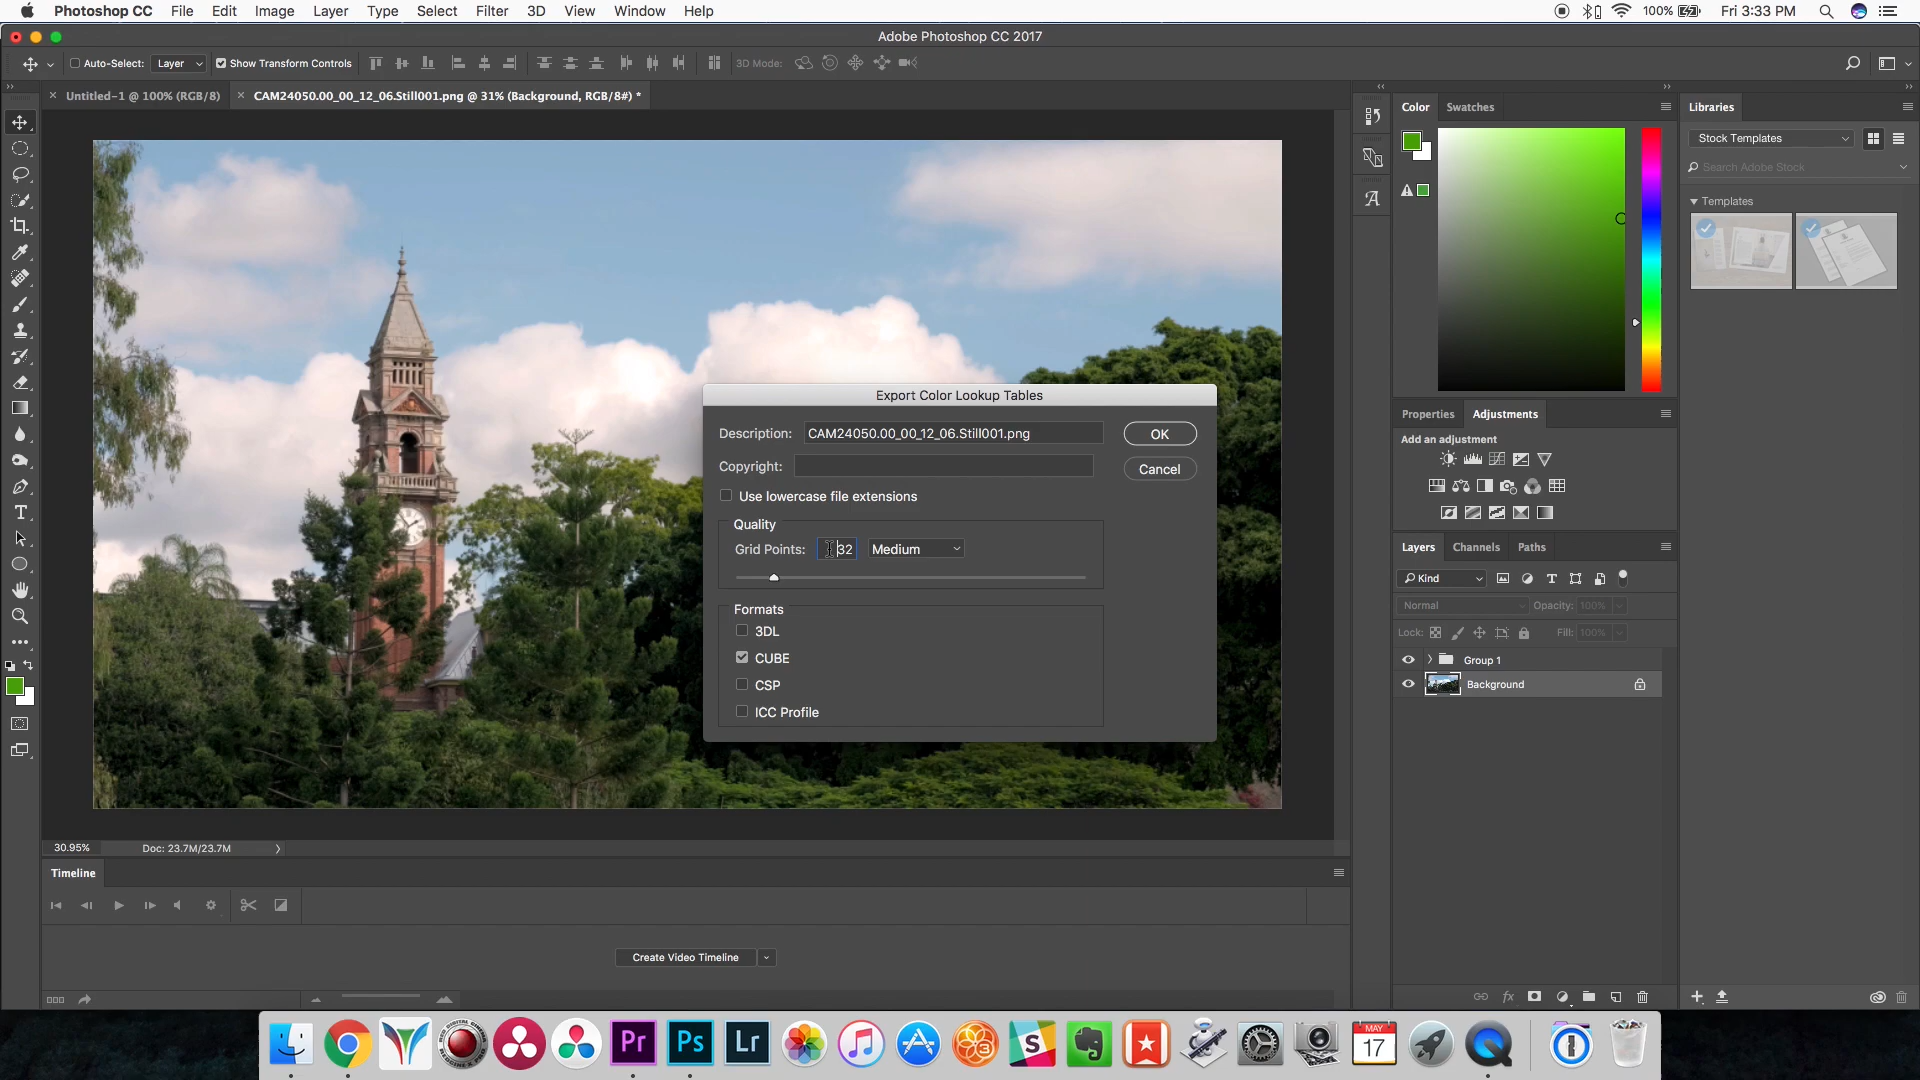 Photoshop CC File Edit Image Layer Type Select Filter 3D View Window Help 100% Fri 3:33 PM
Adobe Photoshop CC 2017
Auto-Select: Layer Show Transform Controls 3D Mode:
Untitled-1 @ 100% (RGB/8) CAM24050.00_00_12_06.Still001.png @ 31% (Background, RGB/8#) *
Color Swatches
Libraries
Stock Templates
Search Adobe Stock
Templates
Export Color Lookup Tables
Description: CAM24050.00_00_12_06.Still001.png OK
Copyright: Cancel
Use lowercase file extensions
Quality
Grid Points: 32 Medium
Formats
3DL
CUBE
CSP
ICC Profile
Properties Adjustments
Add an adjustment
Layers Channels Paths
Kind
Normal Opacity: 100%
Lock: Fill: 100%
Group 1
Background
fx
30.95% Doc: 23.7M/23.7M
Timeline
Create Video Timeline
Pr Ps Lr
MAY
17